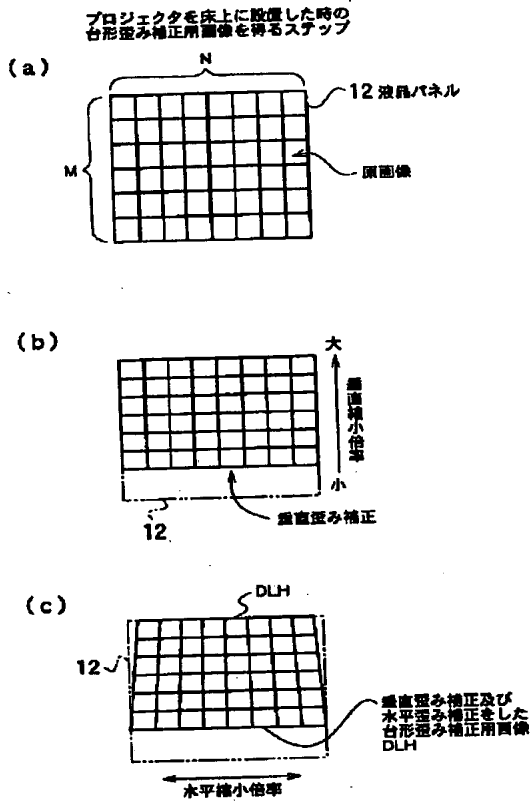 プロジェクタを床上に設置した時の
台形歪み補正用画像を得るステップ
(a)
N
12 液晶パネル
M
原画像
(b)
大
垂直縮小倍率
小
12
垂直歪み補正
(c)
DLH
12
垂直歪み補正及び
水平歪み補正をした
台形歪み補正用画像
DLH
水平縮小倍率